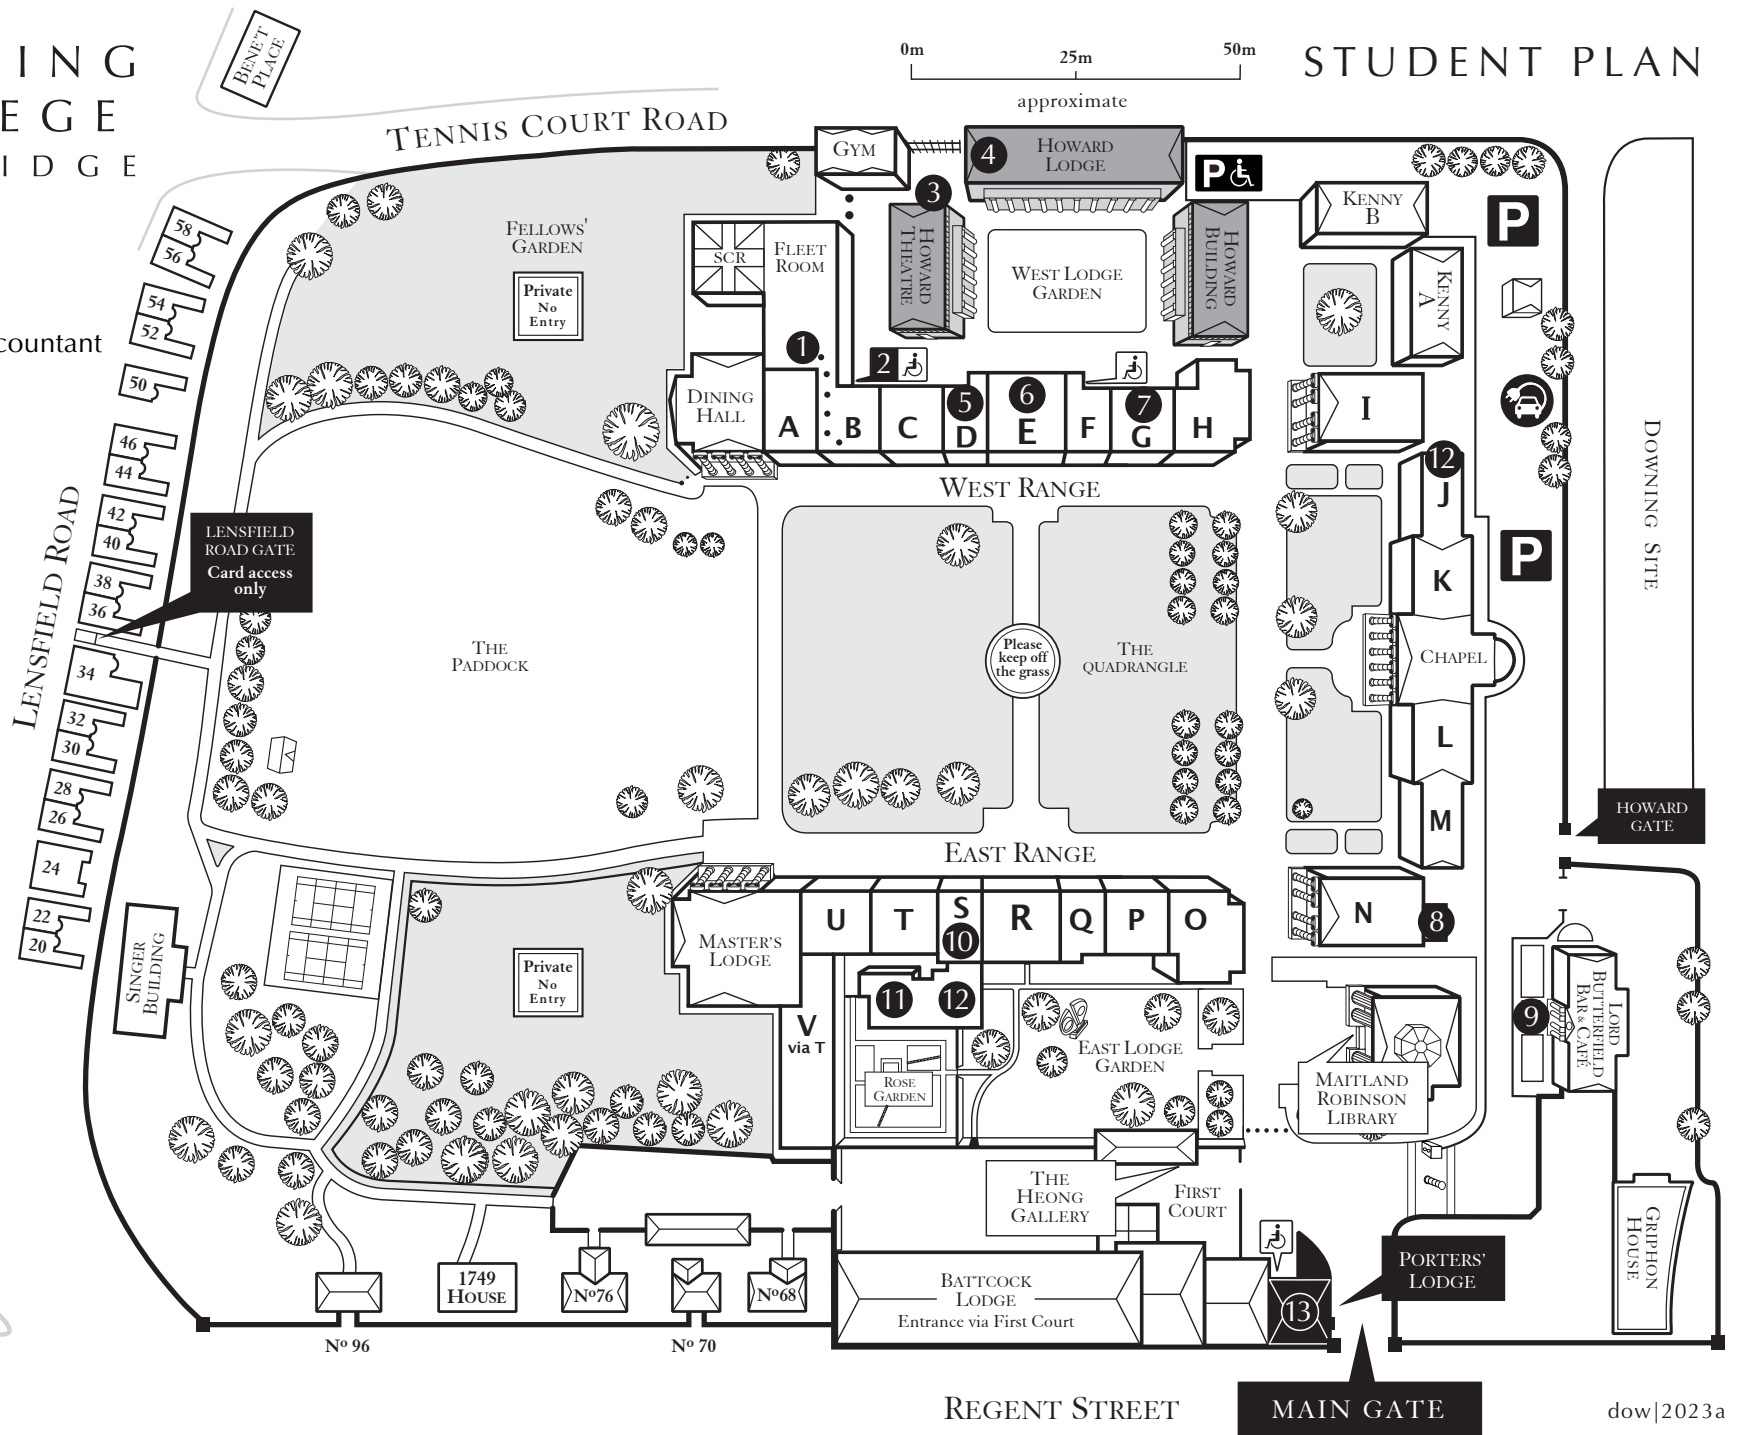 ING
EGE
IDGE
BENE'T
PLACE
0m
25m
50m
approximate
STUDENT PLAN
TENNIS COURT ROAD
GYM
4
HOWARD
LODGE
P
3
KENNY
B
P
FELLOWS'
GARDEN
SCR
FLEET
ROOM
HOWARD
THEATRE
WEST LODGE
GARDEN
HOWARD
BUILDING
KENNY
A
Private
No
Entry
58
56
54
52
50
46
44
42
40
38
36
34
32
30
28
26
24
22
20
countant
1
2
DINING
HALL
A
B
C
5
D
6
E
F
7
G
H
I
12
J
WEST RANGE
DOWNING SITE
LENSFIELD ROAD
LENSFIELD
ROAD GATE
Card access
only
P
K
THE
PADDOCK
Please
keep off
the grass
THE
QUADRANGLE
CHAPEL
L
M
HOWARD
GATE
EAST RANGE
U
T
S
10
R
Q
P
O
N
8
MASTER'S
LODGE
SINGER
BUILDING
Private
No
Entry
11
12
V
via T
9
LORD
BUTTERFIELD
BAR & CAFÉ
EAST LODGE
GARDEN
ROSE
GARDEN
MAITLAND
ROBINSON
LIBRARY
THE
HEONG
GALLERY
FIRST
COURT
GRIPHON
HOUSE
PORTERS'
LODGE
1749
HOUSE
Nº76
Nº68
BATTCOCK
LODGE
Entrance via First Court
13
Nº 96
Nº 70
REGENT STREET
MAIN GATE
dow|2023a